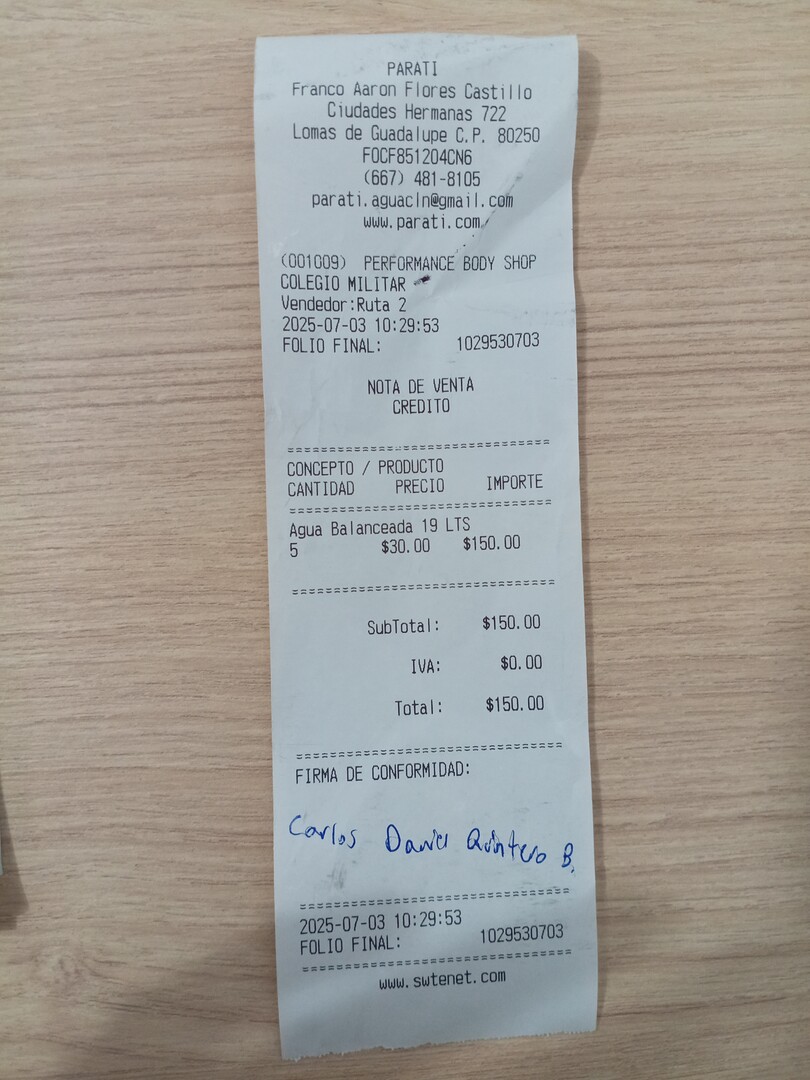 PARATI
Franco Aaron Flores Castillo
Ciudades Hermanas 722
Lomas de Guadalupe C.P. 80250
FOCF851204CN6
(667) 481-8105
parati.aguacln@gmail.com
www.parati.com
(001009) PERFORMANCE BODY SHOP
COLEGIO MILITAR
Vendedor:Ruta 2
2025-07-03 10:29:53
FOLIO FINAL: 1029530703
NOTA DE VENTA
CREDITO
================================
CONCEPTO / PRODUCTO
CANTIDAD PRECIO IMPORTE
================================
Agua Balanceada 19 LTS
5 $30.00 $150.00
================================
SubTotal: $150.00
IVA: $0.00
Total: $150.00
================================
FIRMA DE CONFORMIDAD:
Carlos Daniel Quintero B.
================================
2025-07-03 10:29:53
FOLIO FINAL: 1029530703
================================
www.swtenet.com